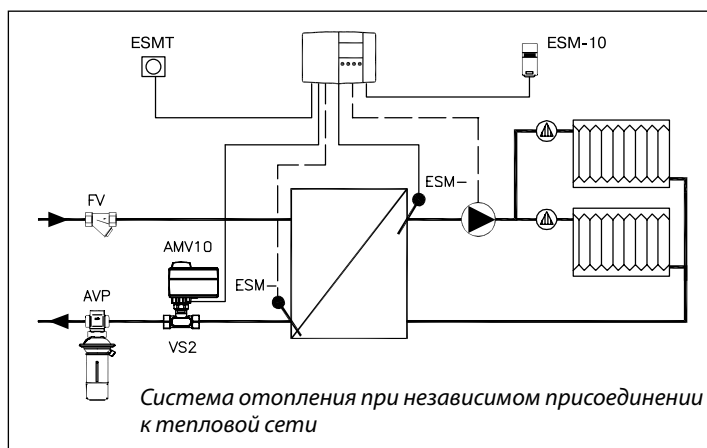 ESMT
ESM-10
ESM-
FV
AMV10
ESM-
AVP
VS2
Система отопления при независимом присоединении
к тепловой сети